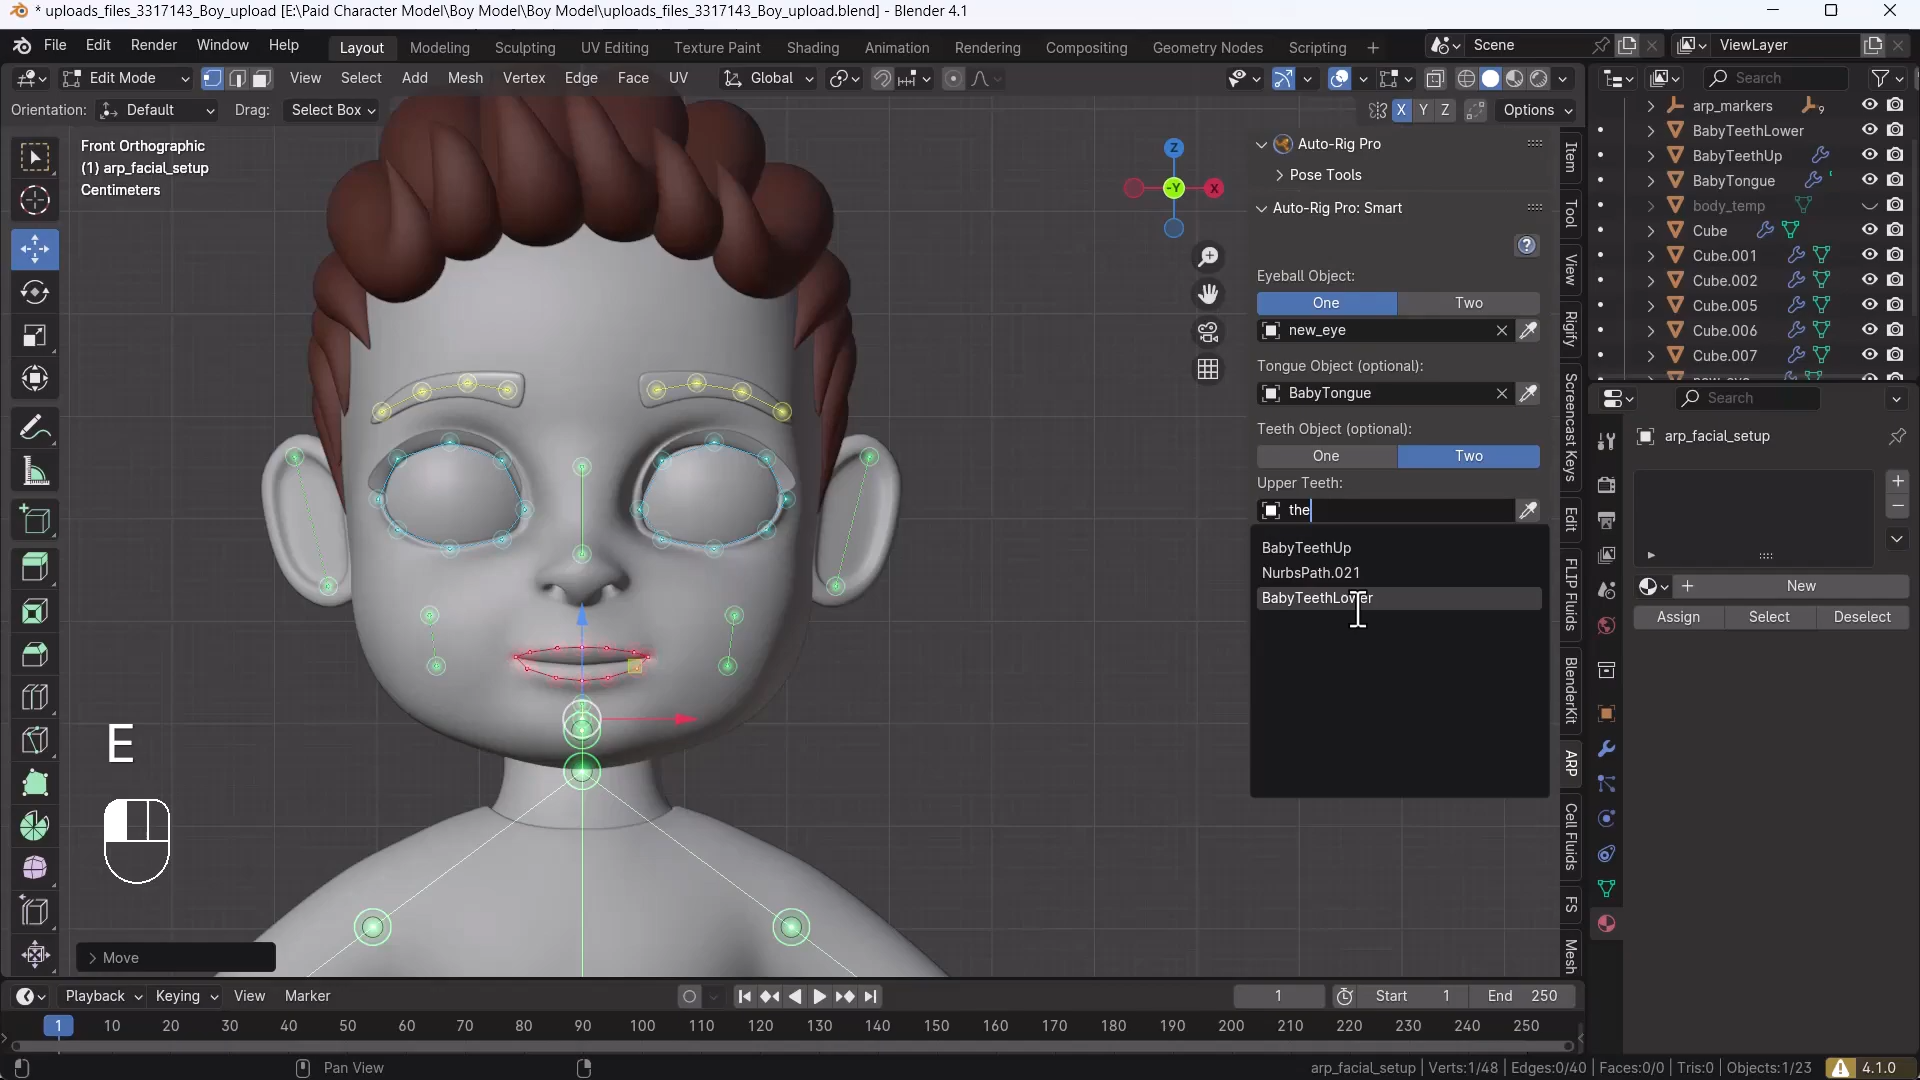 * uploads_files_3317143_Boy_upload [E:\Paid Character Model\Boy Model\Boy Model\uploads_files_3317143_Boy_upload.blend] - Blender 4.1
File Edit Render Window Help Layout Modeling Sculpting UV Editing Texture Paint Shading Animation Rendering Compositing Geometry Nodes Scripting + Scene ViewLayer
Edit Mode View Select Add Mesh Vertex Edge Face UV Global Search
Orientation: Default Drag: Select Box X Y Z Options
Front Orthographic
(1) arp_facial_setup
Centimeters
Z
-Y
X
Auto-Rig Pro
Pose Tools
Auto-Rig Pro: Smart
?
Eyeball Object:
One Two
new_eye
Tongue Object (optional):
BabyTongue
Teeth Object (optional):
One Two
Upper Teeth:
the
BabyTeethUp
NurbsPath.021
BabyTeethLower
Item
Tool
View
Rigify
Screencast Keys
Edit
FLIP Fluids
BlenderKit
ARP
Cell Fluids
FS
Mesh
arp_markers 9
BabyTeethLower
BabyTeethUp
BabyTongue
body_temp
Cube
Cube.001
Cube.002
Cube.005
Cube.006
Cube.007
Search
arp_facial_setup
+
−
+ New
Assign Select Deselect
E
> Move
Playback Keying View Marker 1 Start 1 End 250
1 10 20 30 40 50 60 70 80 90 100 110 120 130 140 150 160 170 180 190 200 210 220 230 240 250
Pan View arp_facial_setup | Verts:1/48 | Edges:0/40 | Faces:0/0 | Tris:0 | Objects:1/23 4.1.0